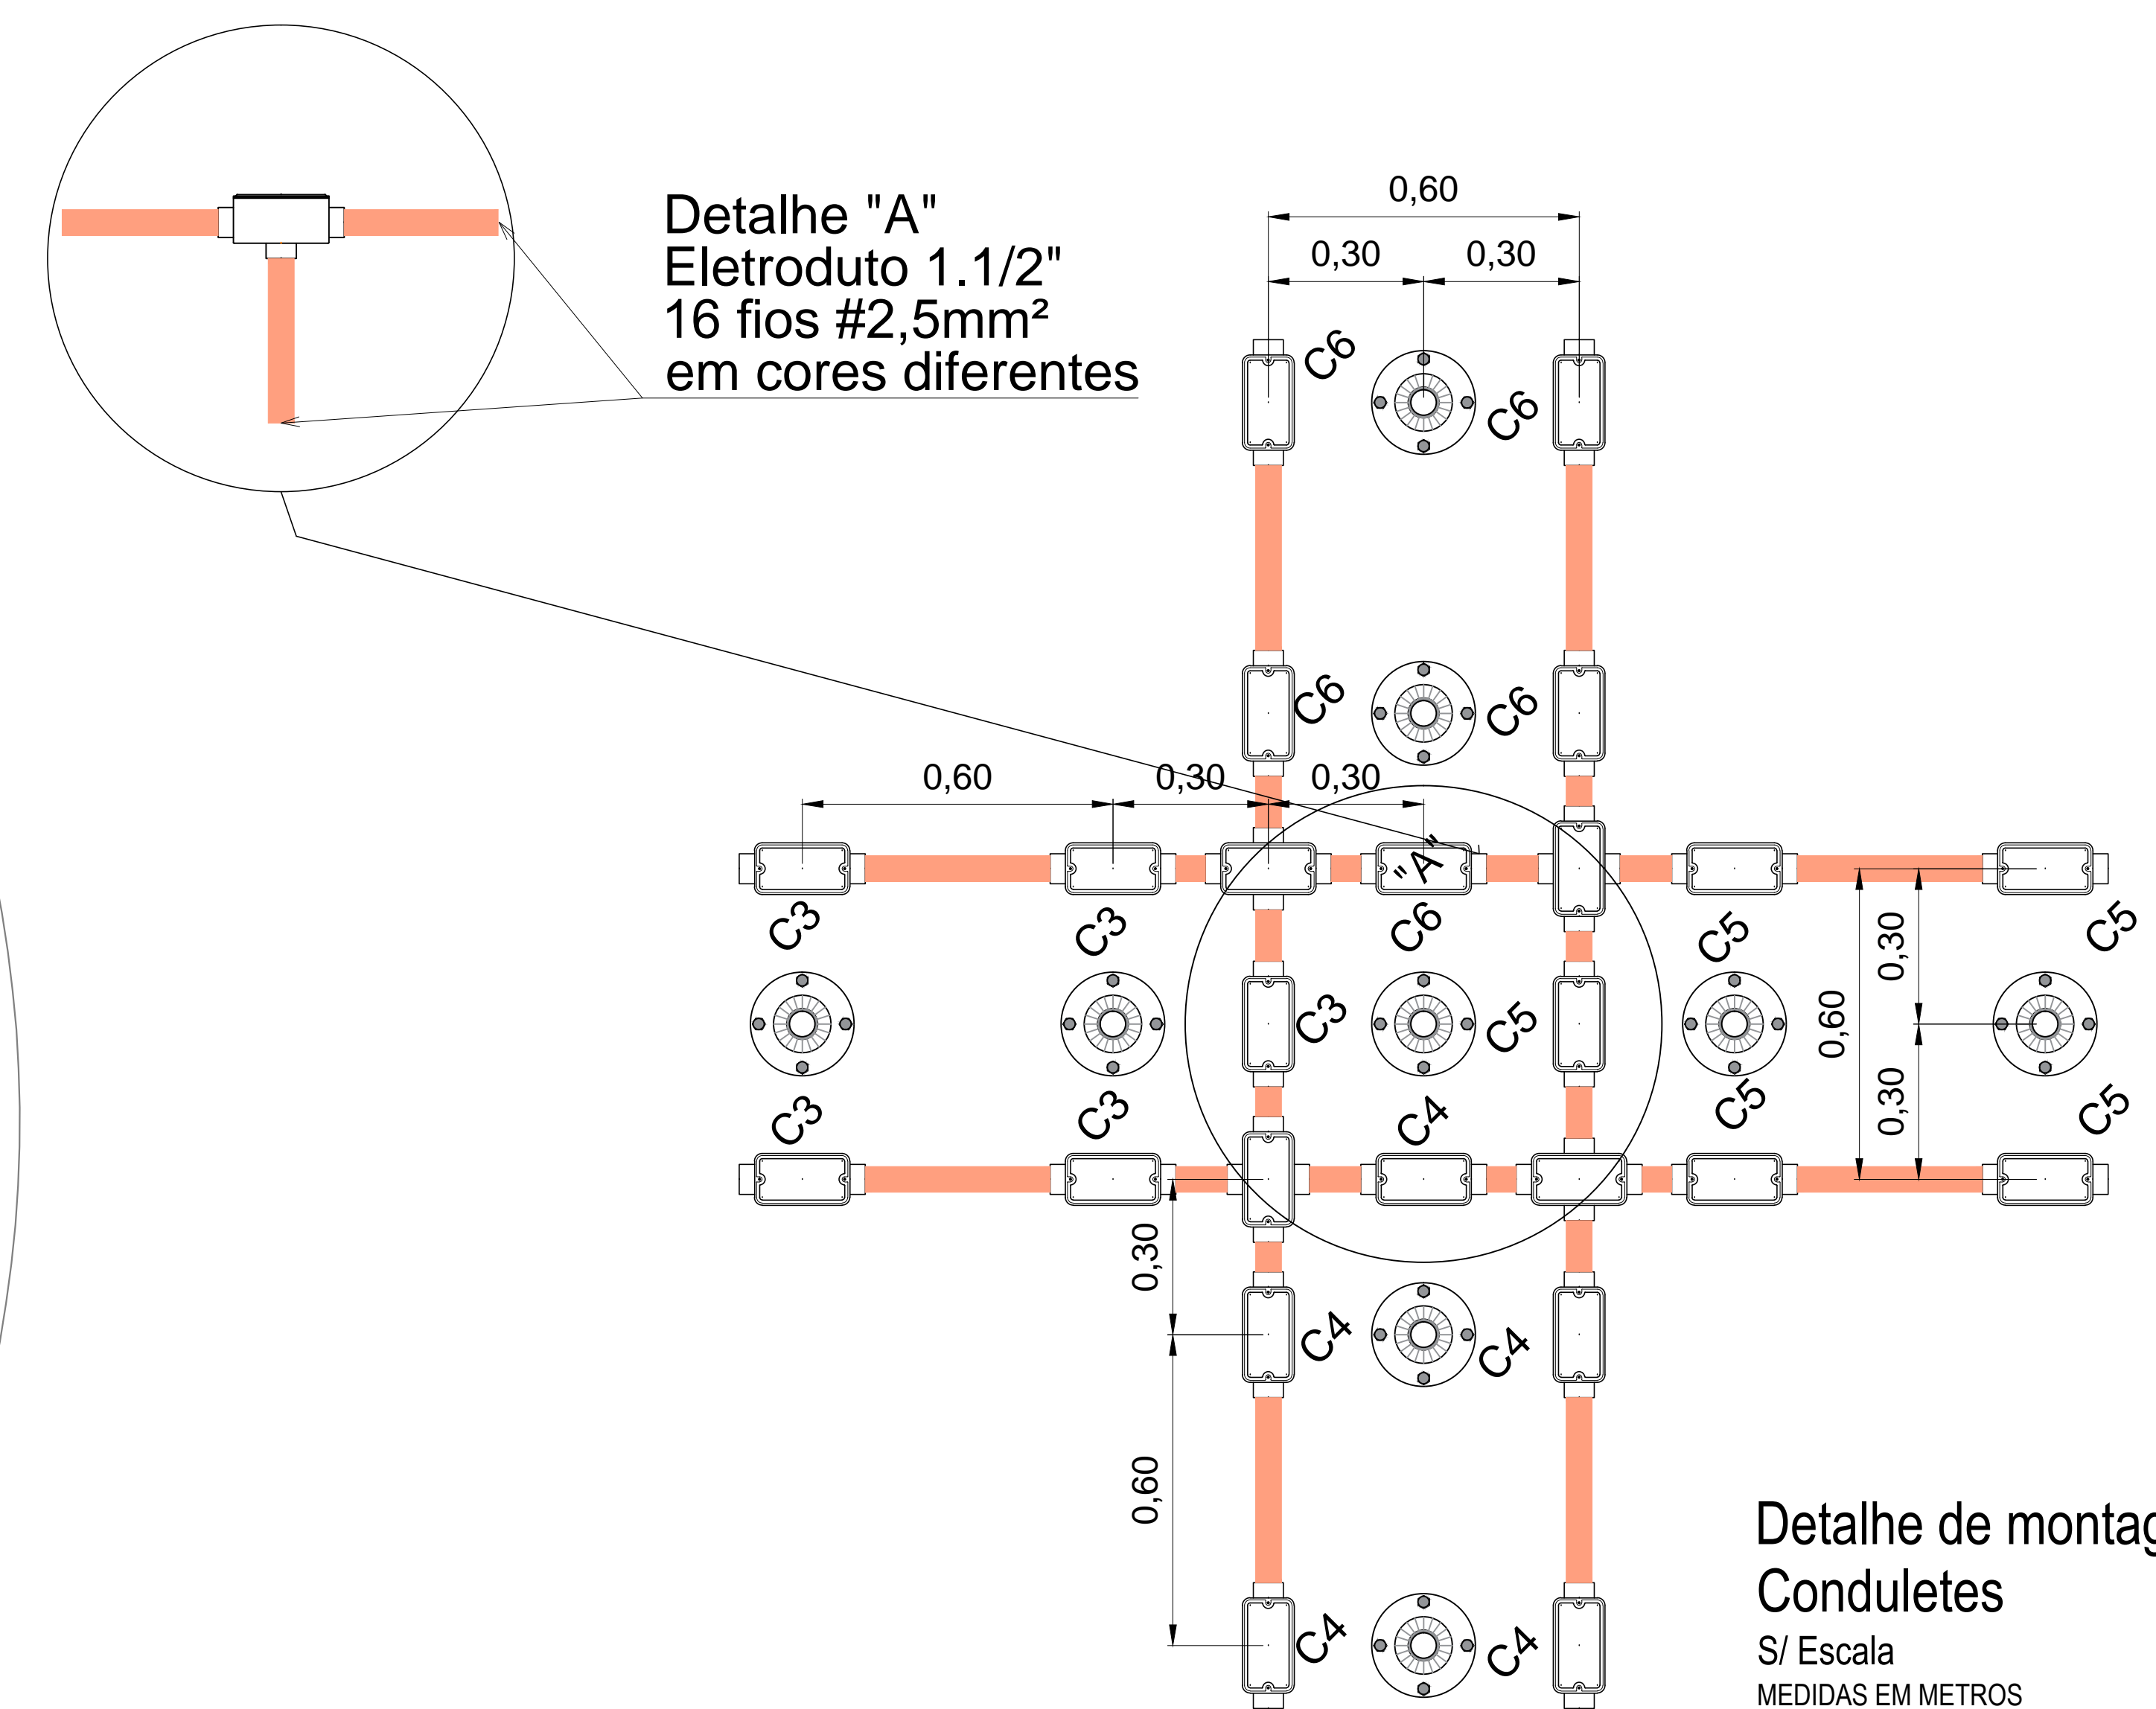 Detalhe "A"
Eletroduto 1.1/2"
16 fios #2,5mm²
em cores diferentes
0,60
0,30 0,30
C6
C6
C6
C6
0,60 0,30 0,30
"A"
C3 C3 C6 C5 C5
C3 C5
0,60
0,30
0,30
C3 C3 C4 C5 C5
0,30
C4 C4
0,60
C4 C4
Detalhe de montag
Conduletes
S/ Escala
MEDIDAS EM METROS